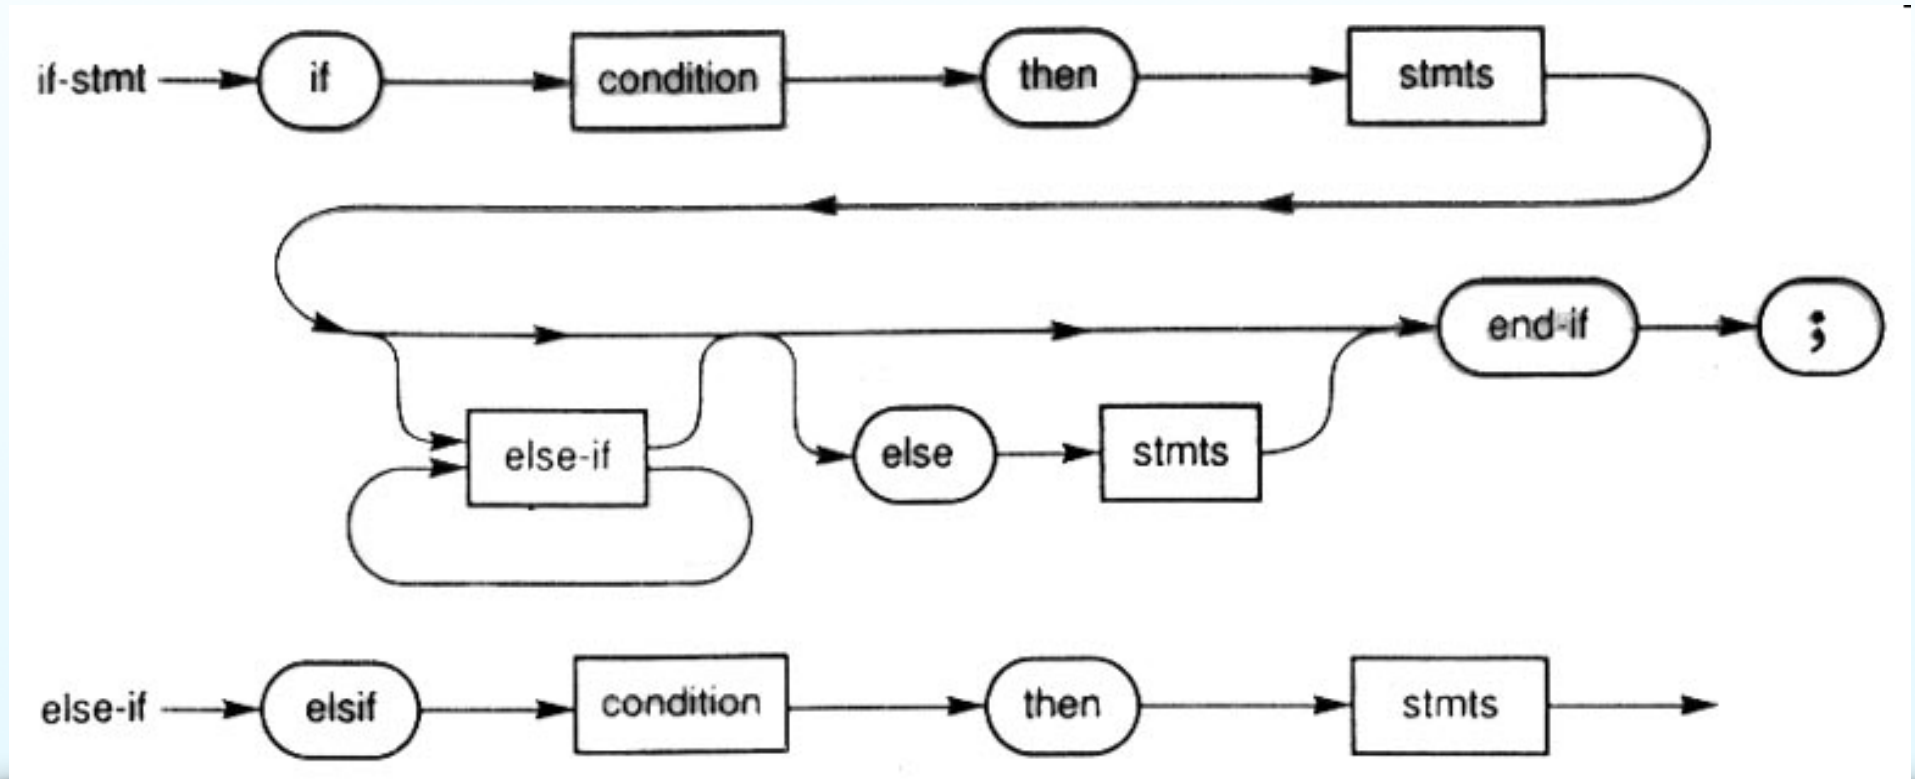 if-stmt if condition then stmts
end-if ;
else-if else stmts
else-if elsif condition then stmts